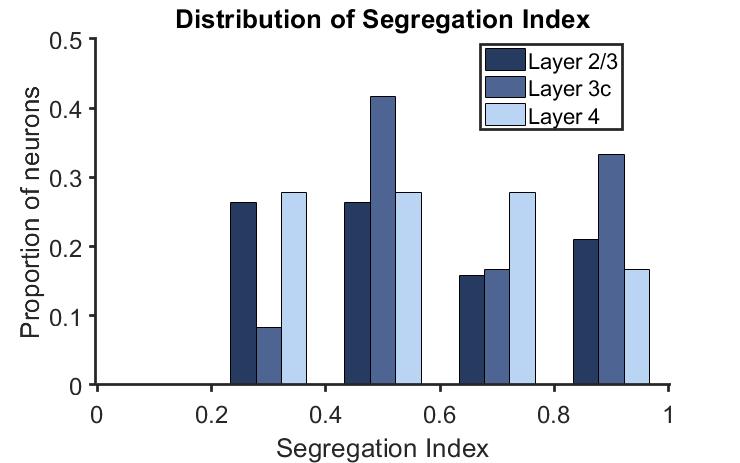 Distribution of Segregation Index
Layer 2/3
Layer 3c
Layer 4
Proportion of neurons
0.5
0.4
0.3
0.2
0.1
0
0 0.2 0.4 0.6 0.8 1
Segregation Index